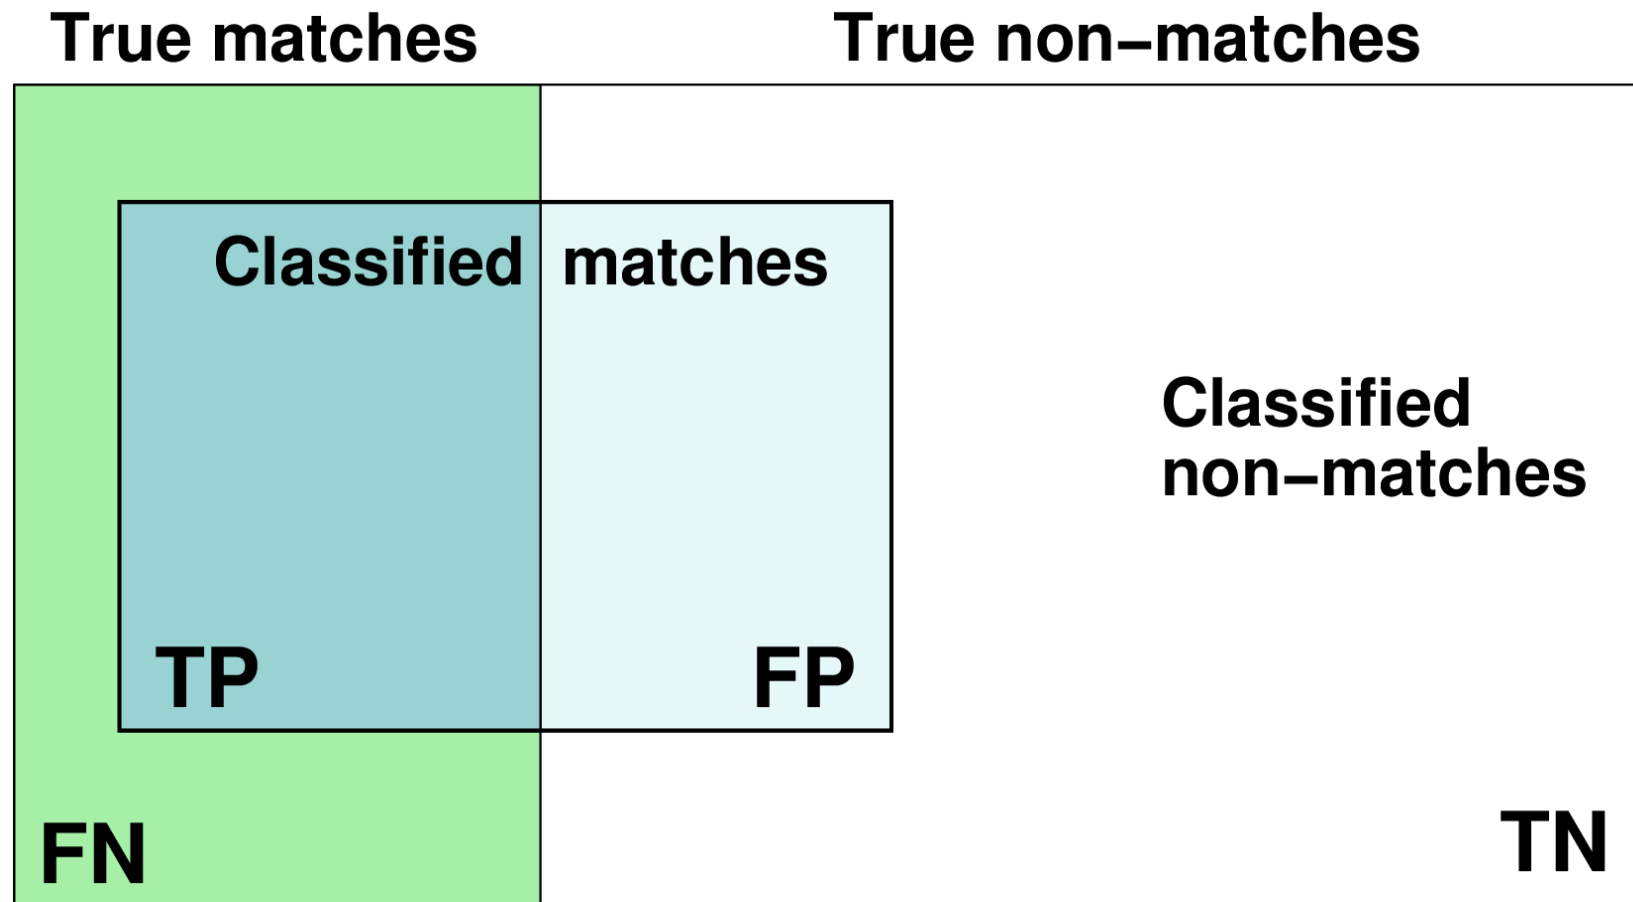 True matches
True non–matches
Classified matches
Classified
non–matches
TP
FP
FN
TN